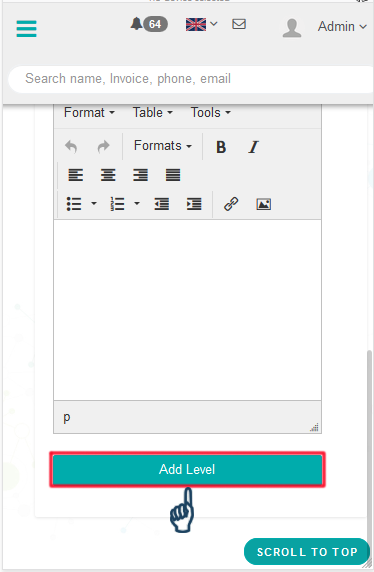 64
Admin
Search name, Invoice, phone, email
Format Table Tools
Formats B I
p
Add Level
SCROLL TO TOP